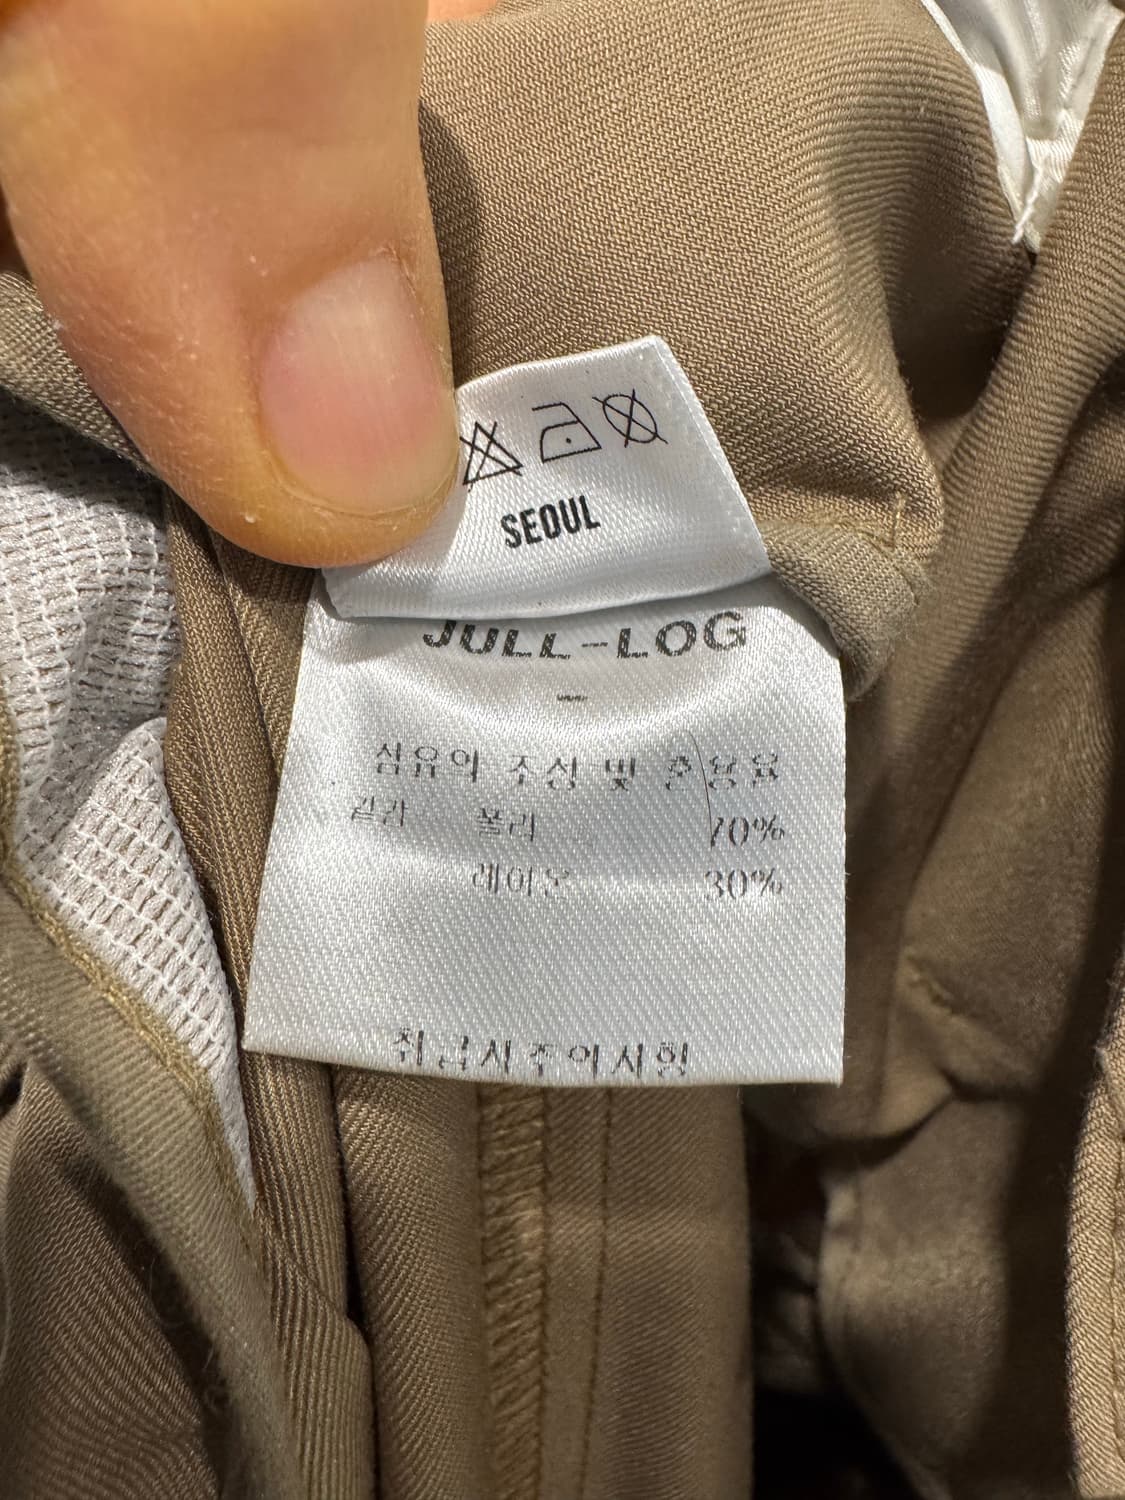 SEOUL
JULL-LOG
섬유의 조성 및 혼용율
겉감 폴리 70%
레이온 30%
취급시주의사항